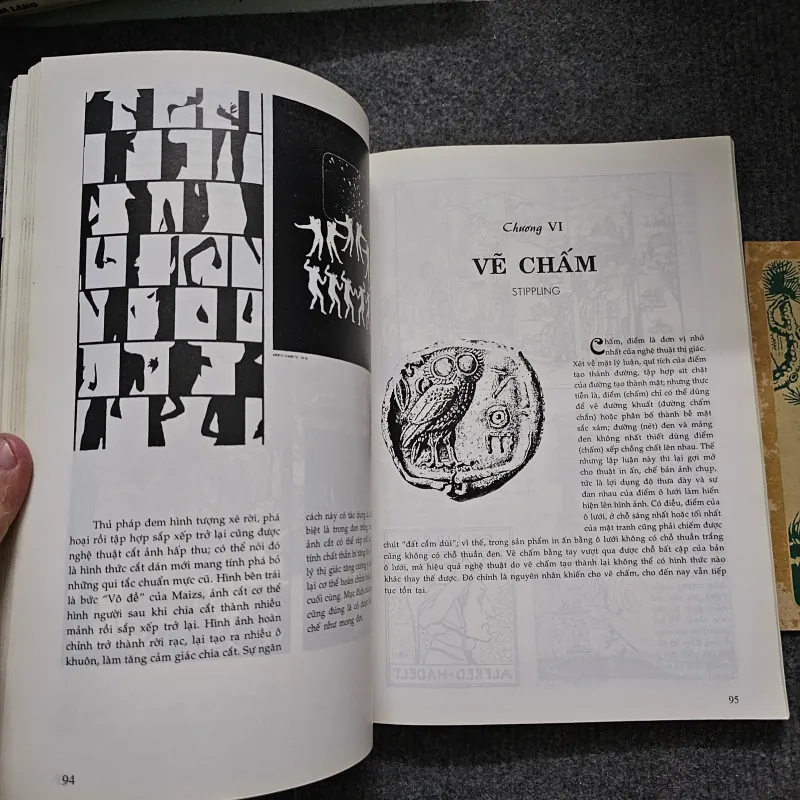 Thủ pháp đem hình tượng xé rời, phá
hoại rồi tập hợp sắp xếp trở lại cũng được
nghệ thuật cắt ảnh hấp thu; có thể nói đó
là hình thức cắt dán mới mang tính phá bỏ
những qui tắc chuẩn mực cũ. Hình bên trái
là bức “Vô đề” của Maizs, ảnh cắt cơ thể
hình người sau khi chia cắt thành nhiều
mảnh rồi sắp xếp trở lại. Hình ảnh hoàn
chỉnh trở thành rời rạc, lại tạo ra nhiều ô
khuôn, làm tăng cảm giác chia cắt. Sự ngăn
cách này có tác dụng
biệt là trong đen trắng
ảnh cắt có thể
tính chất thần bí
lý thị giác tăng cường
lại cơ thể hoàn chỉnh
sau khi cùng. Mục đích
cũng đúng là có
chế như mong đợi.
94
Chương VI
VẼ CHẤM
STIPPLING
Chấm, điểm là đơn vị nhỏ
nhất của nghệ thuật thị giác.
Xét về mặt lý luận, quĩ tích của điểm
tạo thành đường, tập hợp sít chặt
của đường tạo thành mặt; nhưng thực
tiễn là, điểm (chấm) chỉ có thể dùng
để vẽ đường khuất (đường chấm
chấn) hoặc phân bố thành bề mặt
sắc xám; đường (nét) đen và mảng
đen không nhất thiết dùng điểm
(chấm) xếp chồng chất lên nhau. Thế
nhưng lập luận này thì lại gợi mở
cho thuật in ấn, chế bản ảnh chụp,
tức là lợi dụng độ thưa dày và sự
đan nhau của điểm ô lưới làm hiển
hiện lên hình ảnh. Có điều, điểm của
ô lưới, ở chỗ sáng nhất hoặc tối nhất
của mặt tranh cũng phải chiếm được
chút “đất cắm dùi”; vì thế, trong sản phẩm in ấn bằng ô lưới không có chỗ thuần trắng
cũng không có chỗ thuần đen. Vẽ chấm bằng tay vượt qua được chỗ bất cập của bản
ô lưới, mà hiệu quả nghệ thuật do vẽ chấm tạo thành lại không thể có hình thức nào
khác thay thế được. Đó chính là nguyên nhân khiến cho vẽ chấm, cho đến nay vẫn tiếp
tục tồn tại.
ALFRED·HADELT
95